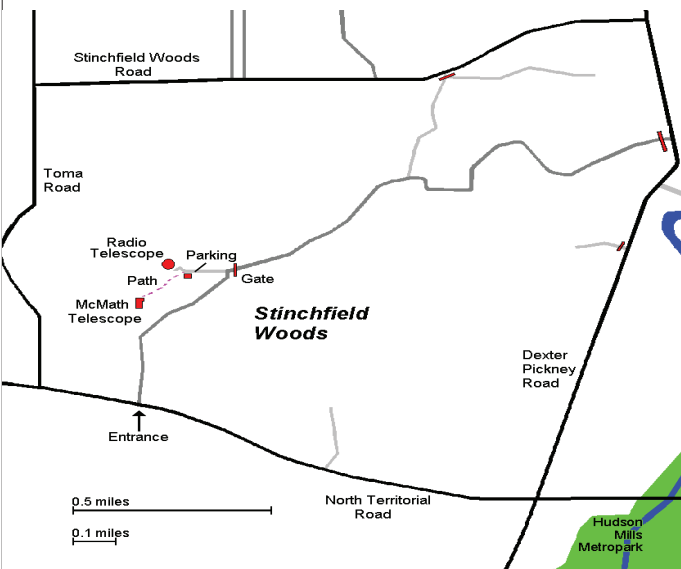 Stinchfield Woods
Road
Toma
Road
Radio
Telescope
Parking
Path
Gate
McMath
Telescope
Stinchfield
Woods
Dexter
Pickney
Road
Entrance
0.5 miles
North Territorial
Road
0.1 miles
Hudson
Mills
Metropark